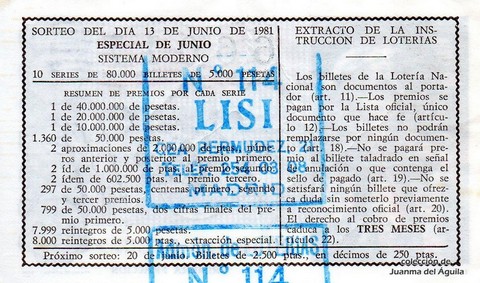 SORTEO DEL DIA 13 DE JUNIO DE 1981
ESPECIAL DE JUNIO
SISTEMA MODERNO
10 SERIES DE 80.000 BILLETES DE 5.000 PESETAS
RESUMEN DE PREMIOS POR CADA SERIE
1 de 40.000.000 de pesetas.
1 de 20.000.000 de pesetas.
1 de 10.000.000 de pesetas.
1.360 de 50.000 pesetas.
2 aproximaciones de 2.000.000 de pesetas, números anterior y posterior al premio primero.
2 íd. de 1.000.000 de ptas. al premio segundo.
2 ídem de 602.500 ptas. al premio tercero.
297 de 50.000 pesetas, centenas primero, segundo y tercer premios.
799 de 50.000 pesetas, dos cifras finales del premio primero.
7.999 reintegros de 5.000 pesetas.
8.000 reintegros de 5.000 ptas., extracción especial.
EXTRACTO DE LA INS-
TRUCCION DE LOTERIAS
Los billetes de la Lotería Na-
cional son documentos al porta-
dor (art. 11).—Los premios se
pagan por la Lista oficial, único
documento que hace fe (artícu-
lo 12).—Los billetes no podrán
reemplazarse por ningún documen-
to (art. 18).—No se pagará pre-
mio al billete taladrado en señal
de anulación o que contenga el
sello de pagado (art. 19).—No se
satisfará ningún billete que ofrez-
ca duda sin someterlo previamente
a reconocimiento oficial (art. 20).
El derecho al cobro de premios
caduca a los TRES MESES (ar-
tículo 22).
Próximo sorteo: 20 de junio. Billetes de 2.500 ptas., en décimos de 250 ptas.
Nº 114
LISI
Nº 114
colección de
Juanma del Águila